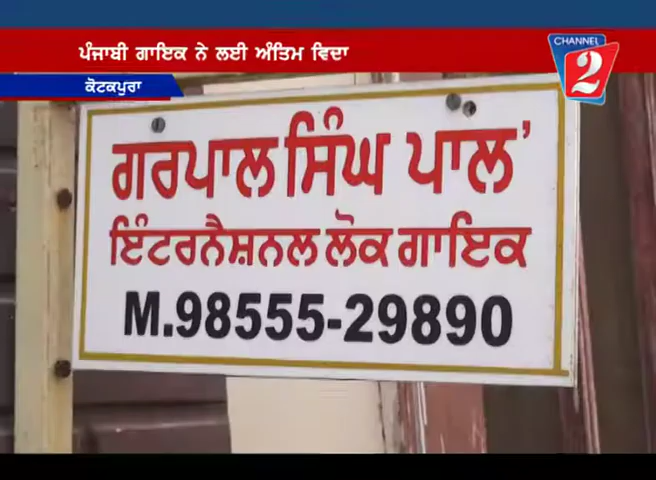 ਪੰਜਾਬੀ ਗਾਇਕ ਨੇ ਲਈ ਅੰਤਿਮ ਵਿਦਾ
CHANNEL
2
ਕੋਟਕਪੂਰਾ
ਗੁਰਪਾਲ ਸਿੰਘ ਪਾਲ'
ਇੰਟਰਨੈਸ਼ਨਲ ਲੋਕ ਗਾਇਕ
M.98555-29890